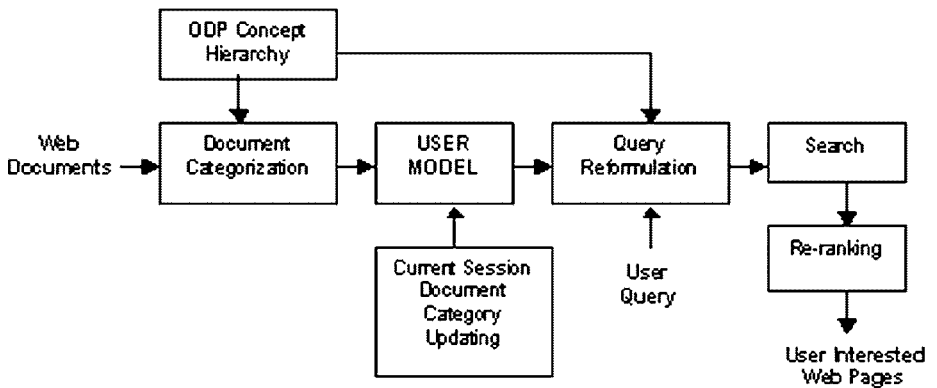 ODP Concept
Hierarchy
Web
Documents
Document
Categorization
USER
MODEL
Query
Reformulation
Search
Re-ranking
Current Session
Document
Category
Updating
User
Query
User Interested
Web Pages